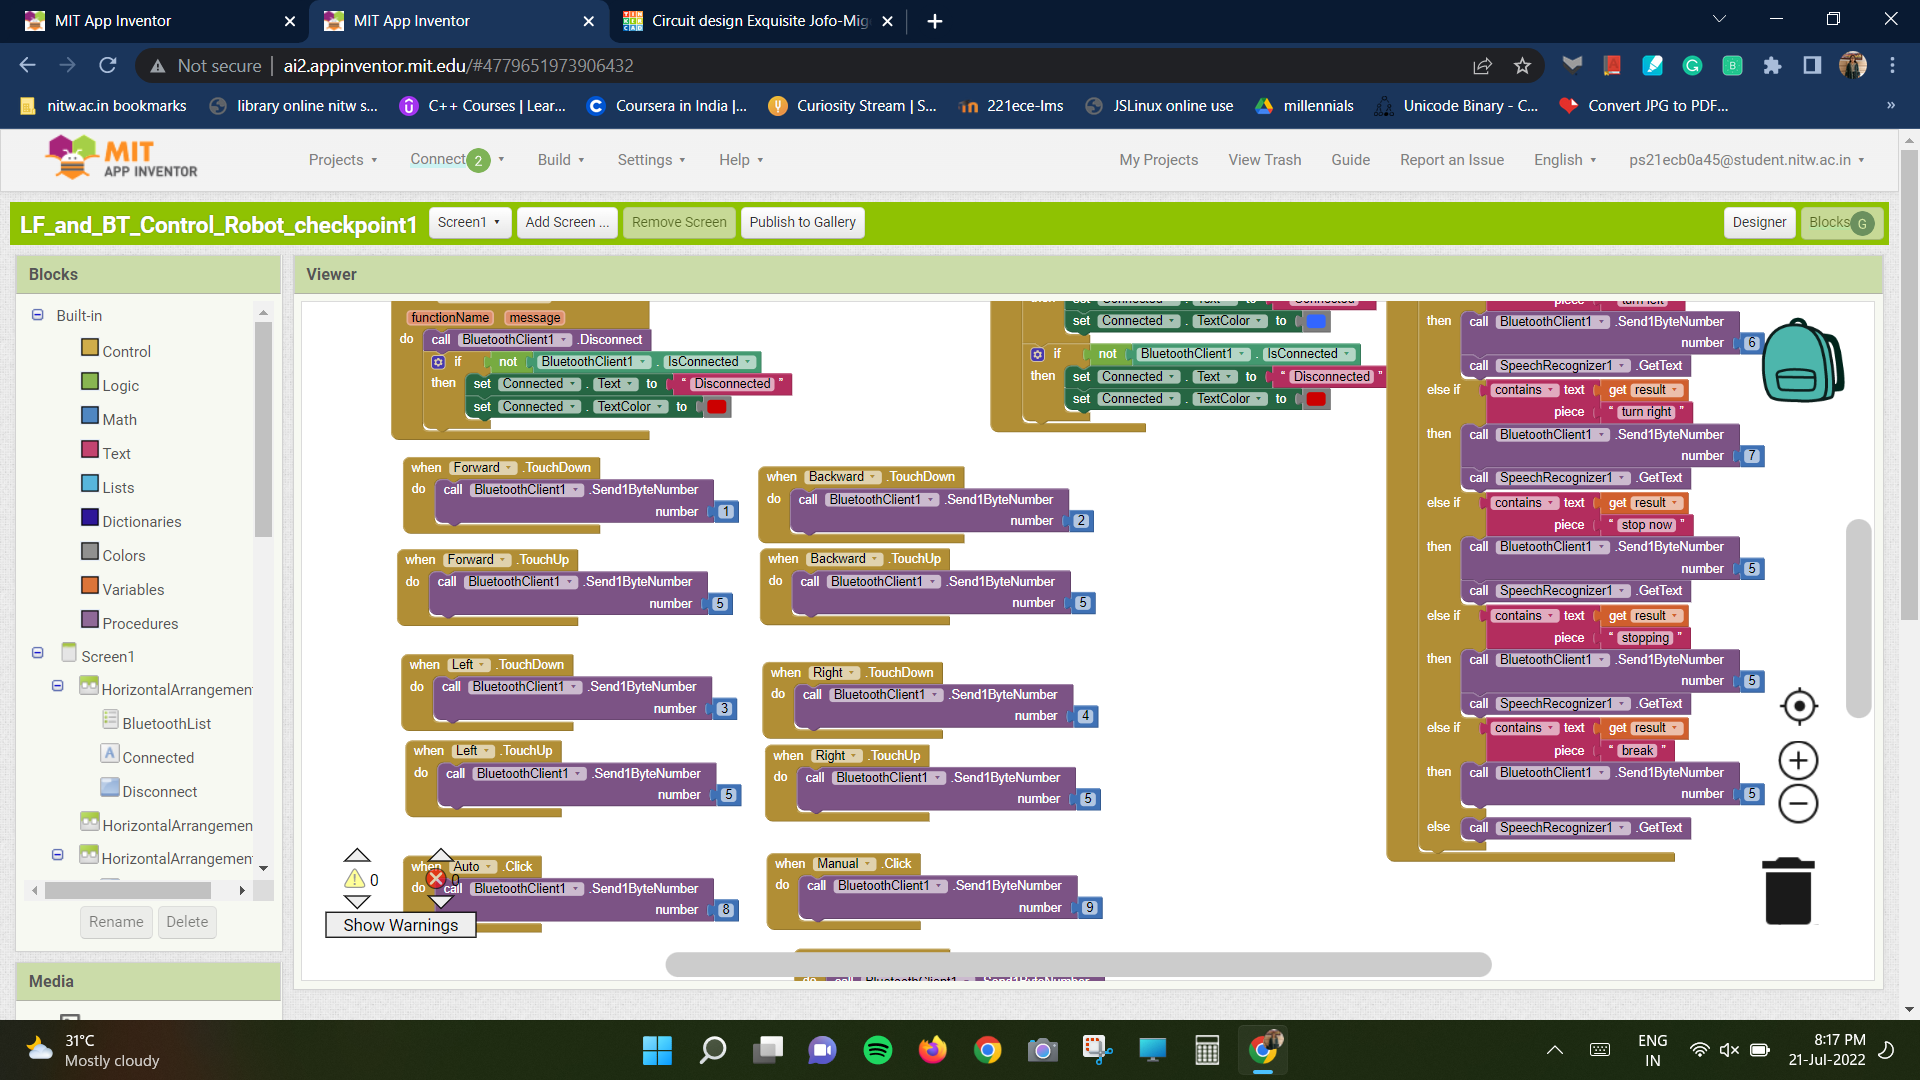 MIT App Inventor
MIT App Inventor
Circuit design Exquisite Jofo-Mig
Not secure
ai2.appinventor.mit.edu/#4779651973906432
nitw.ac.in bookmarks
library online nitw s...
C++ Courses | Lear...
Coursera in India |...
Curiosity Stream | S...
221ece-lms
JSLinux online use
millennials
Unicode Binary - C...
Convert JPG to PDF...
»
MIT
APP INVENTOR
Projects
Connect 2
Build
Settings
Help
My Projects
View Trash
Guide
Report an Issue
English
ps21ecb0a45@student.nitw.ac.in
LF_and_BT_Control_Robot_checkpoint1
Screen1
Add Screen ...
Remove Screen
Publish to Gallery
Designer
Blocks G
Blocks
Built-in
Control
Logic
Math
Text
Lists
Dictionaries
Colors
Variables
Procedures
Screen1
HorizontalArrangemen
BluetoothList
Connected
Disconnect
HorizontalArrangemen
HorizontalArrangemen
Rename
Delete
Media
Viewer
functionName message
do call BluetoothClient1 .Disconnect
if not BluetoothClient1 . IsConnected
then set Connected . Text to " Disconnected "
set Connected . TextColor to
when Forward .TouchDown
do call BluetoothClient1 .Send1ByteNumber
number 1
when Forward .TouchUp
do call BluetoothClient1 .Send1ByteNumber
number 5
when Left .TouchDown
do call BluetoothClient1 .Send1ByteNumber
number 3
when Left .TouchUp
do call BluetoothClient1 .Send1ByteNumber
number 5
when Auto .Click
do call BluetoothClient1 .Send1ByteNumber
number 8
0
0
Show Warnings
when Backward .TouchDown
do call BluetoothClient1 .Send1ByteNumber
number 2
when Backward .TouchUp
do call BluetoothClient1 .Send1ByteNumber
number 5
when Right .TouchDown
do call BluetoothClient1 .Send1ByteNumber
number 4
when Right .TouchUp
do call BluetoothClient1 .Send1ByteNumber
number 5
when Manual .Click
do call BluetoothClient1 .Send1ByteNumber
number 9
do call BluetoothClient1 .Send1ByteNumber
then set Connected . Text to " Connected "
set Connected . TextColor to
if not BluetoothClient1 . IsConnected
then set Connected . Text to " Disconnected "
set Connected . TextColor to
piece " turn left "
then call BluetoothClient1 .Send1ByteNumber
number 6
call SpeechRecognizer1 .GetText
else if contains text get result
piece " turn right "
then call BluetoothClient1 .Send1ByteNumber
number 7
call SpeechRecognizer1 .GetText
else if contains text get result
piece " stop now "
then call BluetoothClient1 .Send1ByteNumber
number 5
call SpeechRecognizer1 .GetText
else if contains text get result
piece " stopping "
then call BluetoothClient1 .Send1ByteNumber
number 5
call SpeechRecognizer1 .GetText
else if contains text get result
piece " break "
then call BluetoothClient1 .Send1ByteNumber
number 5
else call SpeechRecognizer1 .GetText
31°C
Mostly cloudy
ENG
IN
8:17 PM
21-Jul-2022